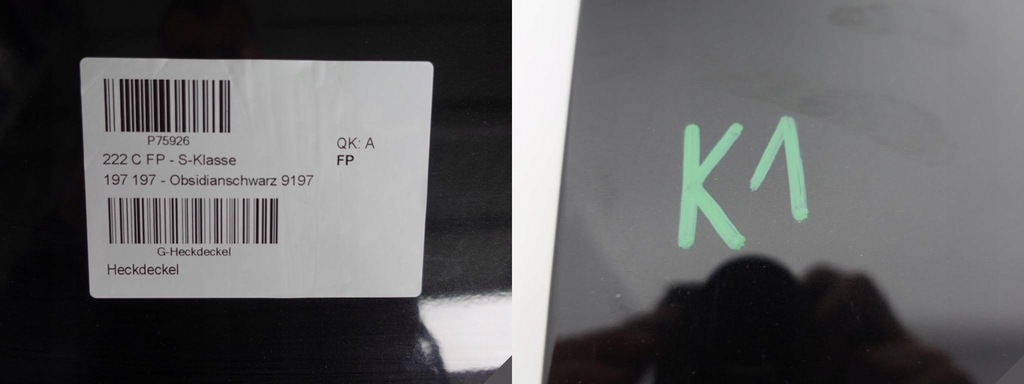 P75926
QK: A
222 C FP - S-Klasse
FP
197 197 - Obsidianschwarz 9197
G-Heckdeckel
Heckdeckel
K1